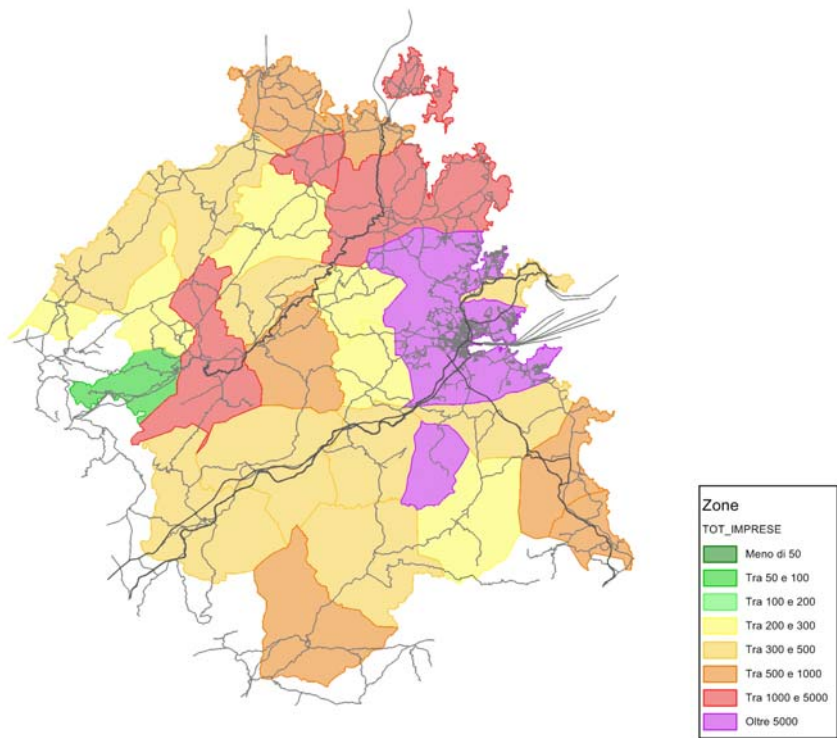 Zone
TOT_IMPRESE
Meno di 50
Tra 50 e 100
Tra 100 e 200
Tra 200 e 300
Tra 300 e 500
Tra 500 e 1000
Tra 1000 e 5000
Oltre 5000